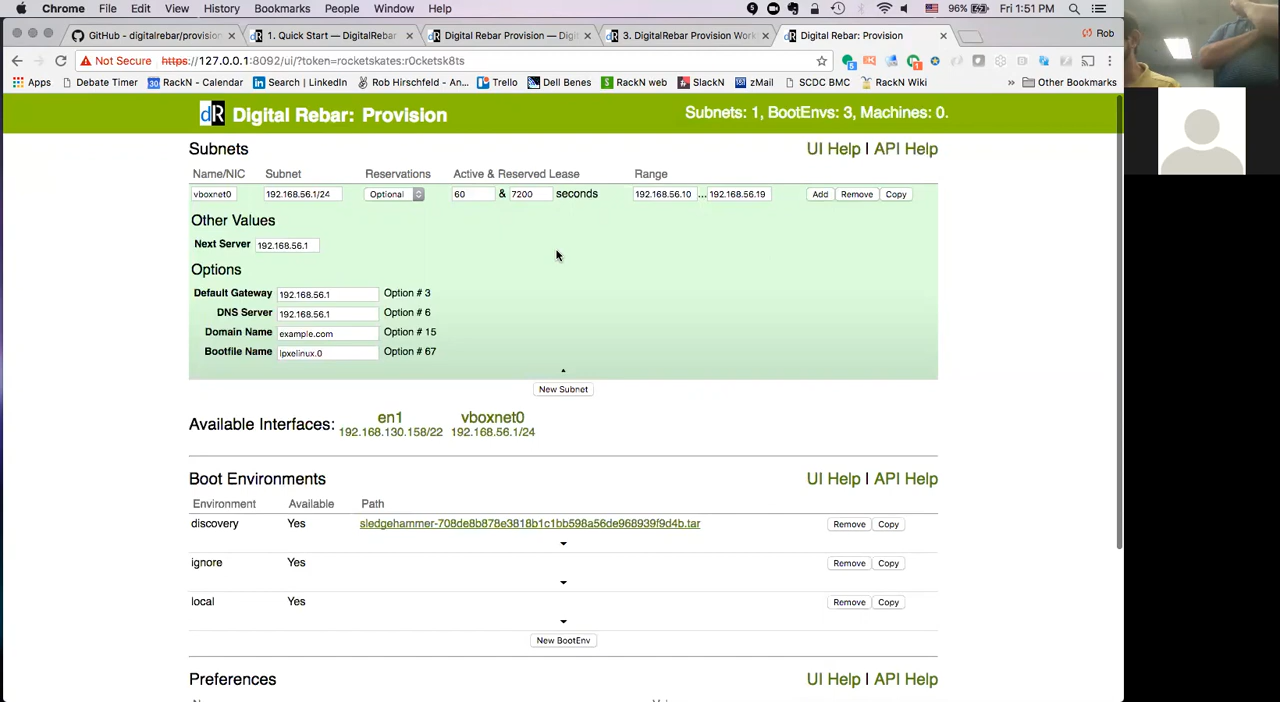 Chrome File Edit View History Bookmarks People Window Help 96% Fri 1:51 PM
GitHub - digitalrebar/provision 1. Quick Start — DigitalRebar Digital Rebar Provision — Digit 3. DigitalRebar Provision Work Digital Rebar: Provision Rob
Not Secure https://127.0.0.1:8092/ui/?token=rocketskates:r0cketsk8ts
Apps Debate Timer RackN - Calendar Search | LinkedIn Rob Hirschfeld - An... Trello Dell Benes RackN web SlackN zMail SCDC BMC RackN Wiki » Other Bookmarks
dR Digital Rebar: Provision Subnets: 1, BootEnvs: 3, Machines: 0.
Subnets UI Help | API Help
Name/NIC Subnet Reservations Active & Reserved Lease Range
vboxnet0 192.168.56.1/24 Optional 60 & 7200 seconds 192.168.56.10 ... 192.168.56.19 Add Remove Copy
Other Values
Next Server 192.168.56.1
Options
Default Gateway 192.168.56.1 Option # 3
DNS Server 192.168.56.1 Option # 6
Domain Name example.com Option # 15
Bootfile Name lpxelinux.0 Option # 67
New Subnet
Available Interfaces: en1 vboxnet0
192.168.130.158/22 192.168.56.1/24
Boot Environments UI Help | API Help
Environment Available Path
discovery Yes sledgehammer-708de8b878e3818b1c1bb598a56de968939f9d4b.tar Remove Copy
ignore Yes Remove Copy
local Yes Remove Copy
New BootEnv
Preferences UI Help | API Help